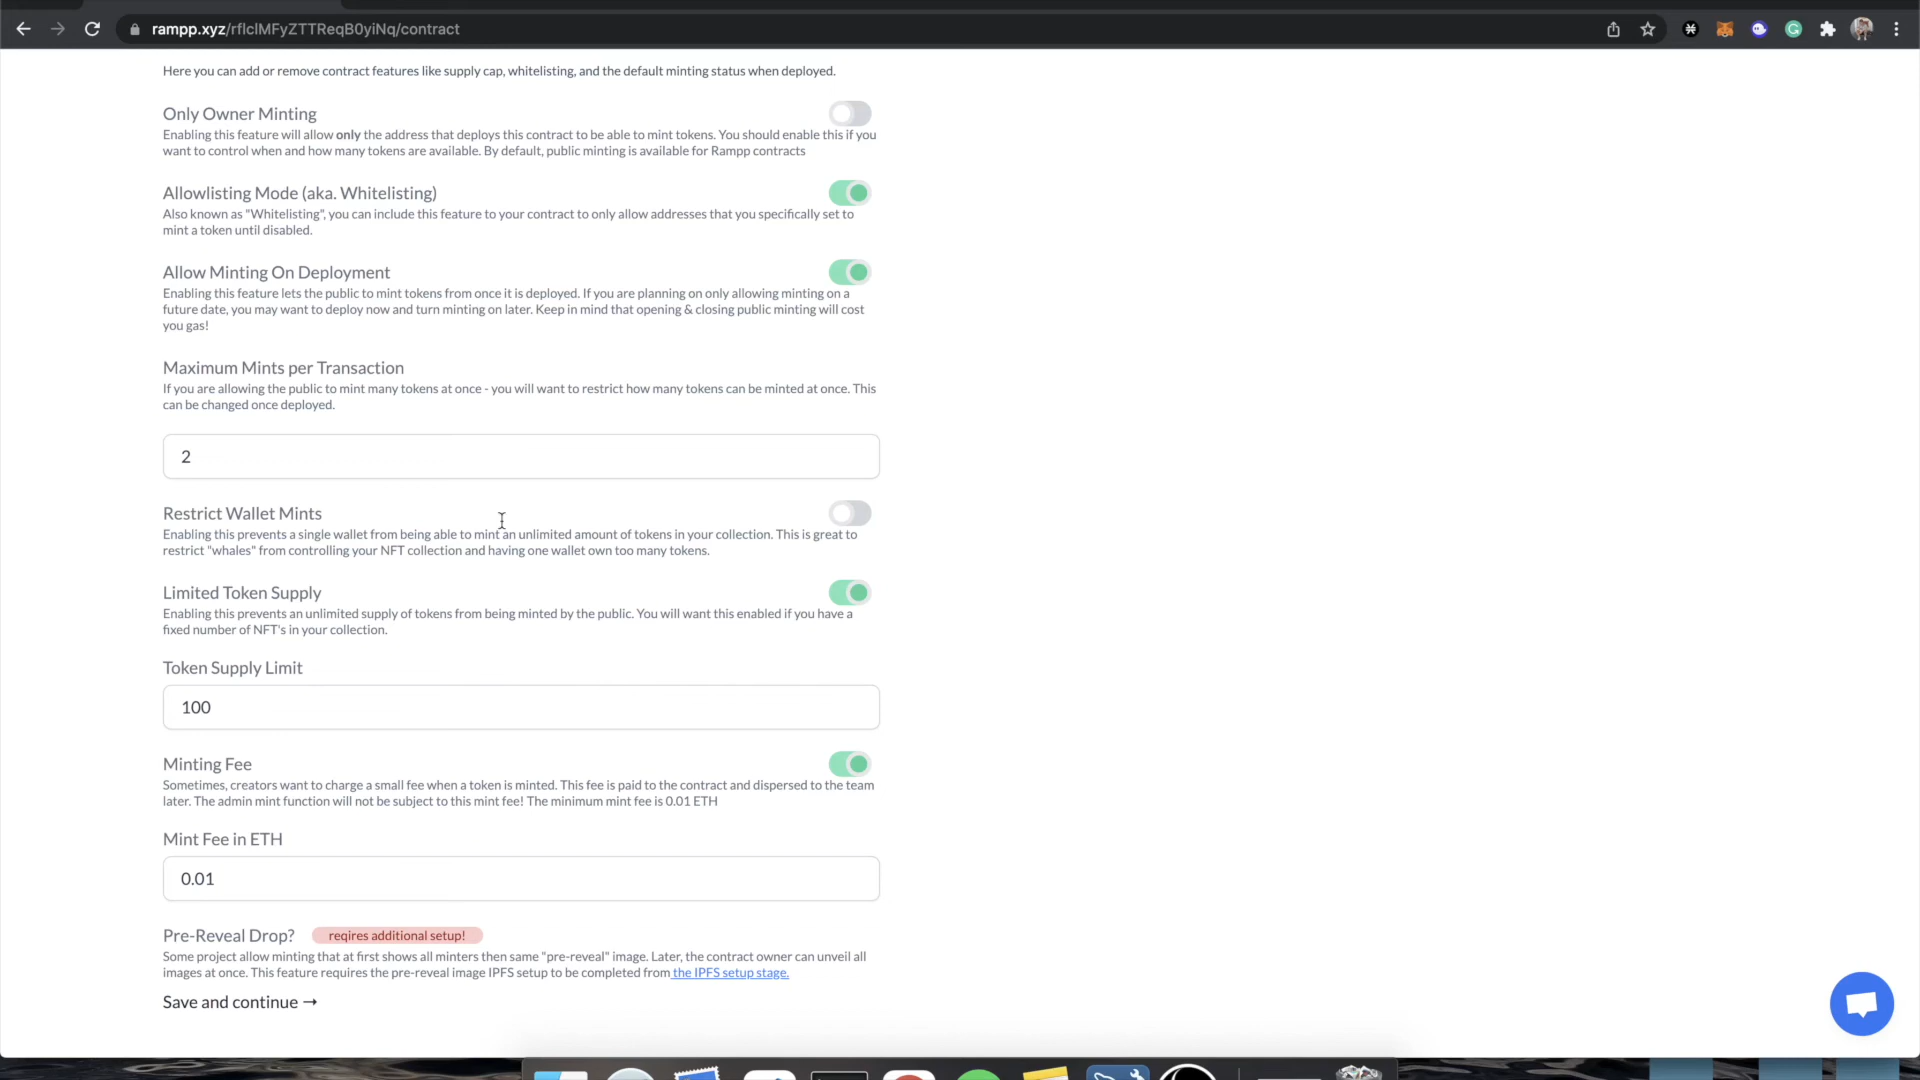 rampp.xyz/rflclMFyZTTReqB0yiNq/contract
Here you can add or remove contract features like supply cap, whitelisting, and the default minting status when deployed.
Only Owner Minting
Enabling this feature will allow only the address that deploys this contract to be able to mint tokens. You should enable this if you
want to control when and how many tokens are available. By default, public minting is available for Rampp contracts
Allowlisting Mode (aka. Whitelisting)
Also known as "Whitelisting", you can include this feature to your contract to only allow addresses that you specifically set to
mint a token until disabled.
Allow Minting On Deployment
Enabling this feature lets the public to mint tokens from once it is deployed. If you are planning on only allowing minting on a
future date, you may want to deploy now and turn minting on later. Keep in mind that opening & closing public minting will cost
you gas!
Maximum Mints per Transaction
If you are allowing the public to mint many tokens at once - you will want to restrict how many tokens can be minted at once. This
can be changed once deployed.
2
Restrict Wallet Mints
Enabling this prevents a single wallet from being able to mint an unlimited amount of tokens in your collection. This is great to
restrict "whales" from controlling your NFT collection and having one wallet own too many tokens.
Limited Token Supply
Enabling this prevents an unlimited supply of tokens from being minted by the public. You will want this enabled if you have a
fixed number of NFT's in your collection.
Token Supply Limit
100
Minting Fee
Sometimes, creators want to charge a small fee when a token is minted. This fee is paid to the contract and dispersed to the team
later. The admin mint function will not be subject to this mint fee! The minimum mint fee is 0.01 ETH
Mint Fee in ETH
0.01
Pre-Reveal Drop? reqires additional setup!
Some project allow minting that at first shows all minters then same "pre-reveal" image. Later, the contract owner can unveil all
images at once. This feature requires the pre-reveal image IPFS setup to be completed from the IPFS setup stage.
Save and continue →